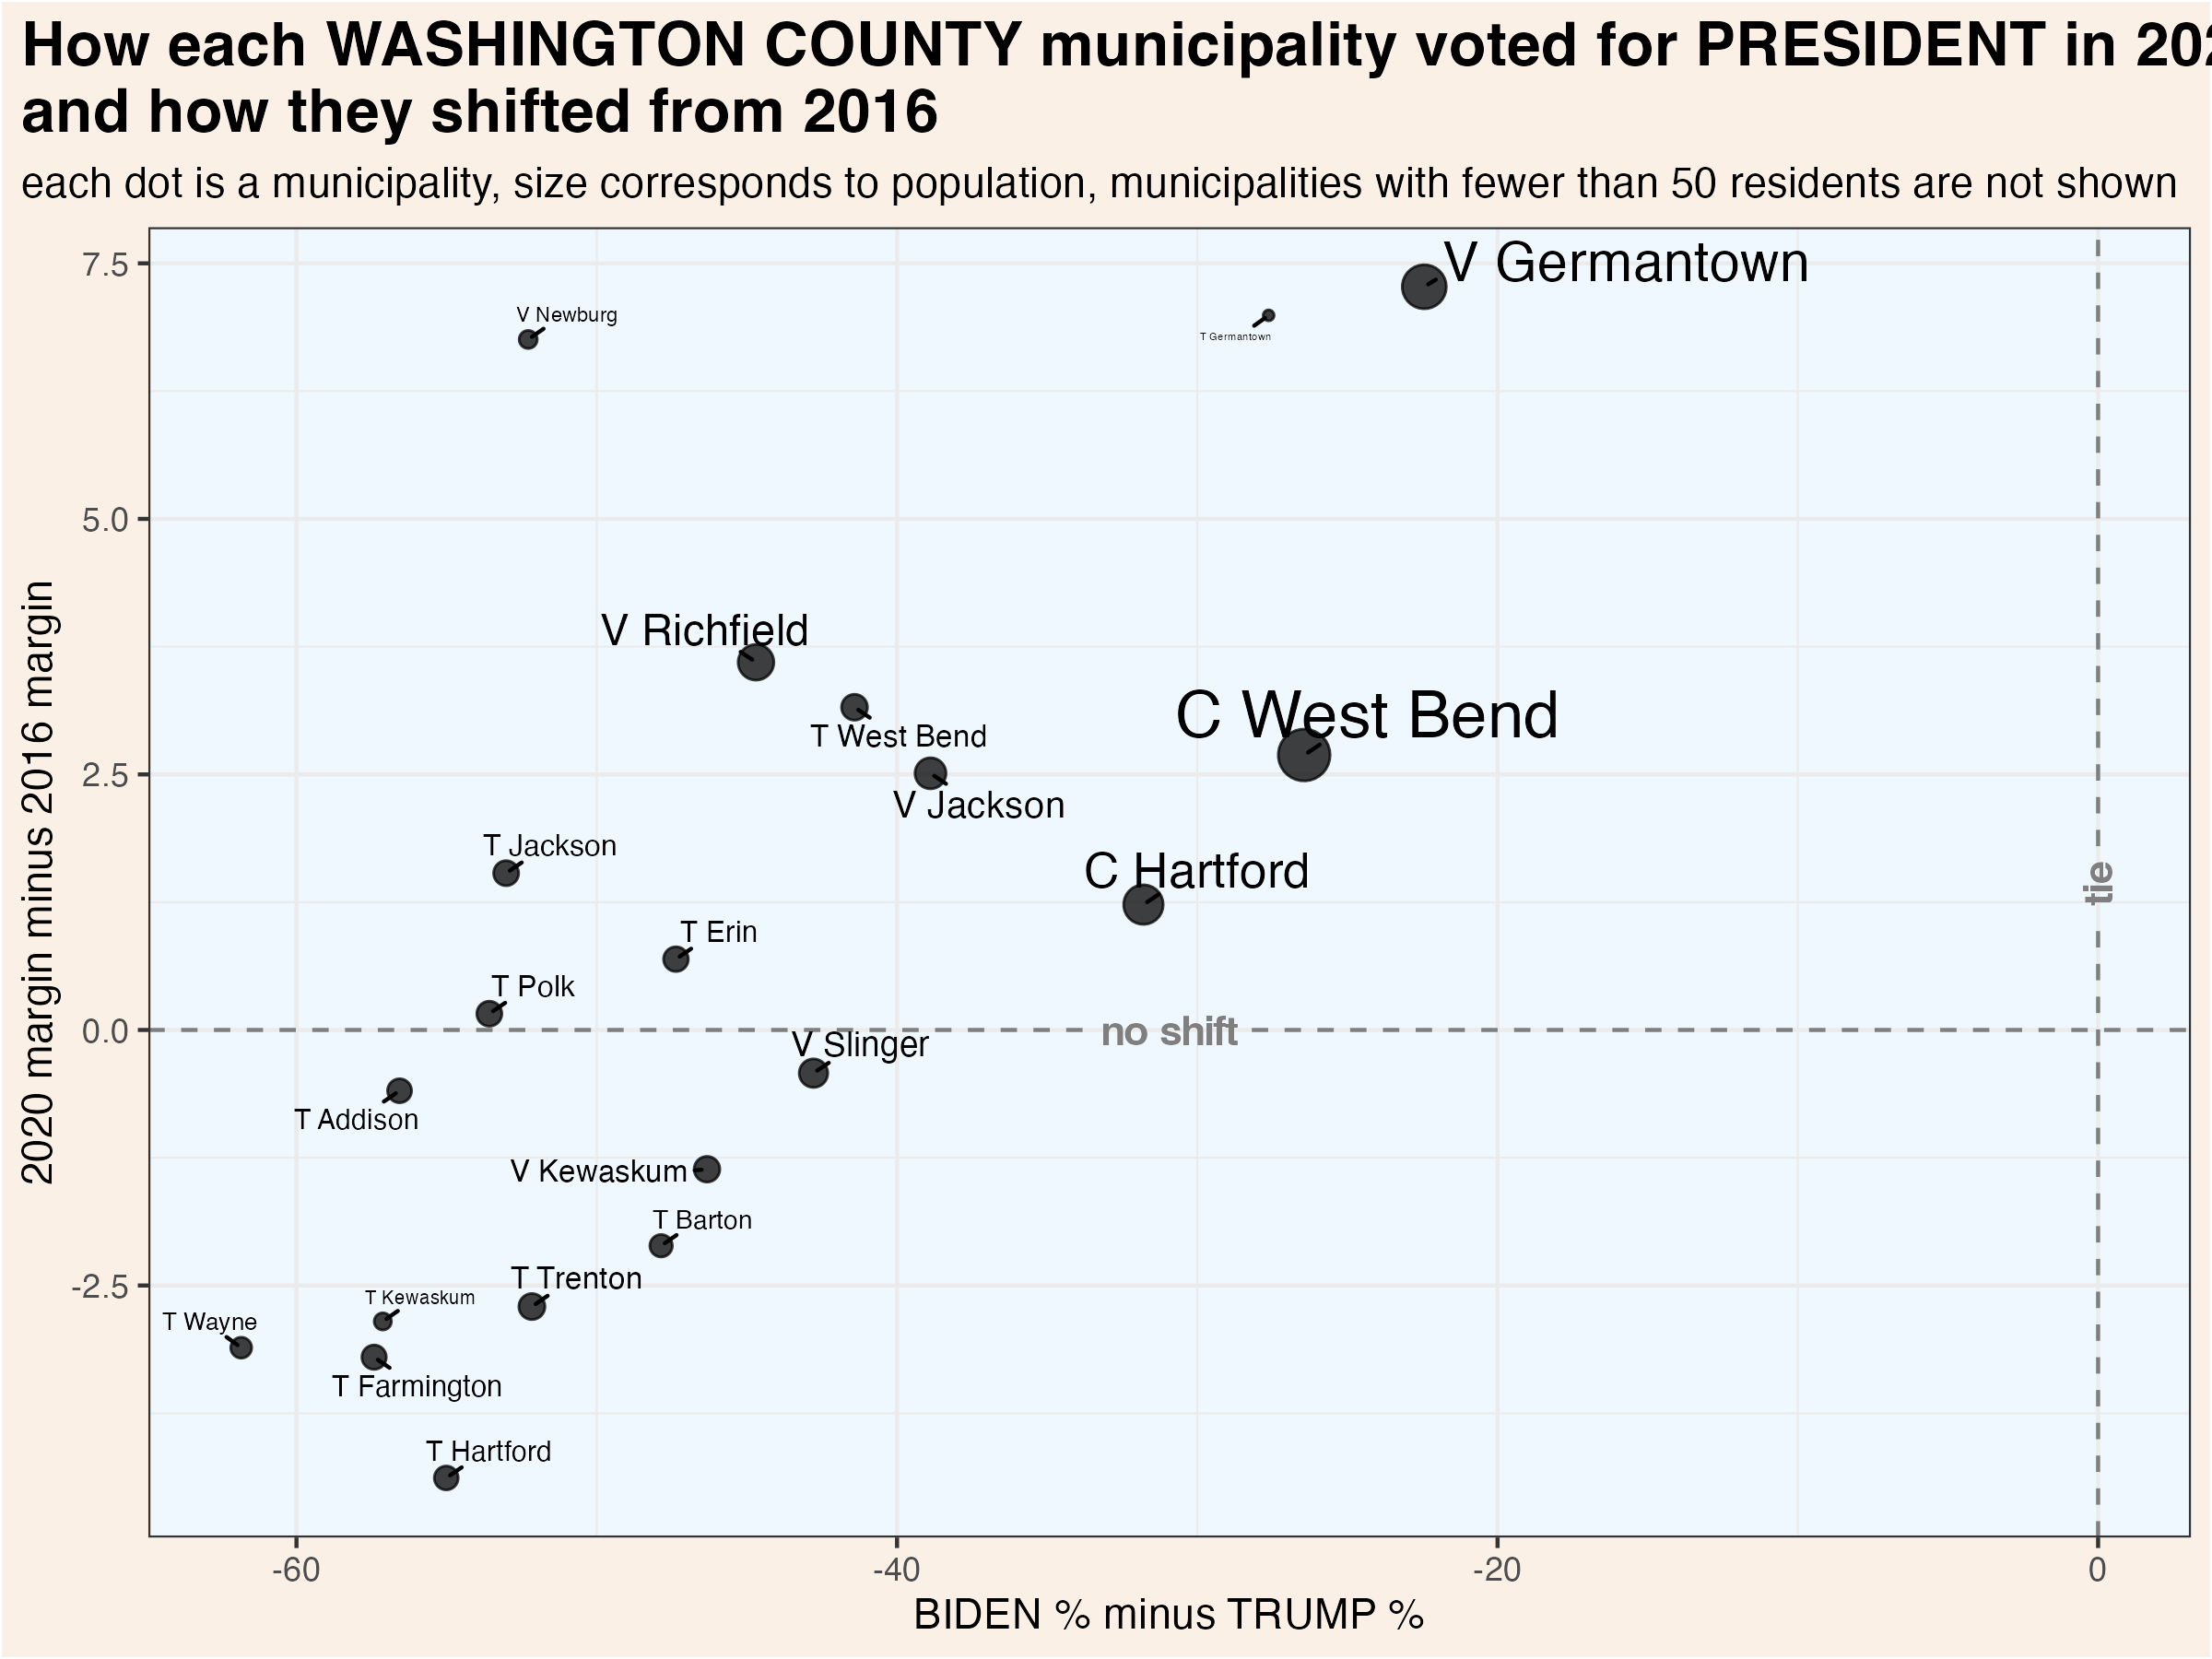 How each WASHINGTON COUNTY municipality voted for PRESIDENT in 202
and how they shifted from 2016
each dot is a municipality, size corresponds to population, municipalities with fewer than 50 residents are not shown
7.5
V Germantown
V Newburg
T Germantown
5.0
V Richfield
C West Bend
T West Bend
2.5
V Jackson
T Jackson
C Hartford
tie
T Erin
T Polk
0.0
no shift
V Slinger
T Addison
V Kewaskum
T Barton
T Trenton
-2.5
T Kewaskum
T Wayne
T Farmington
T Hartford
2020 margin minus 2016 margin
-60
-40
-20
0
BIDEN % minus TRUMP %